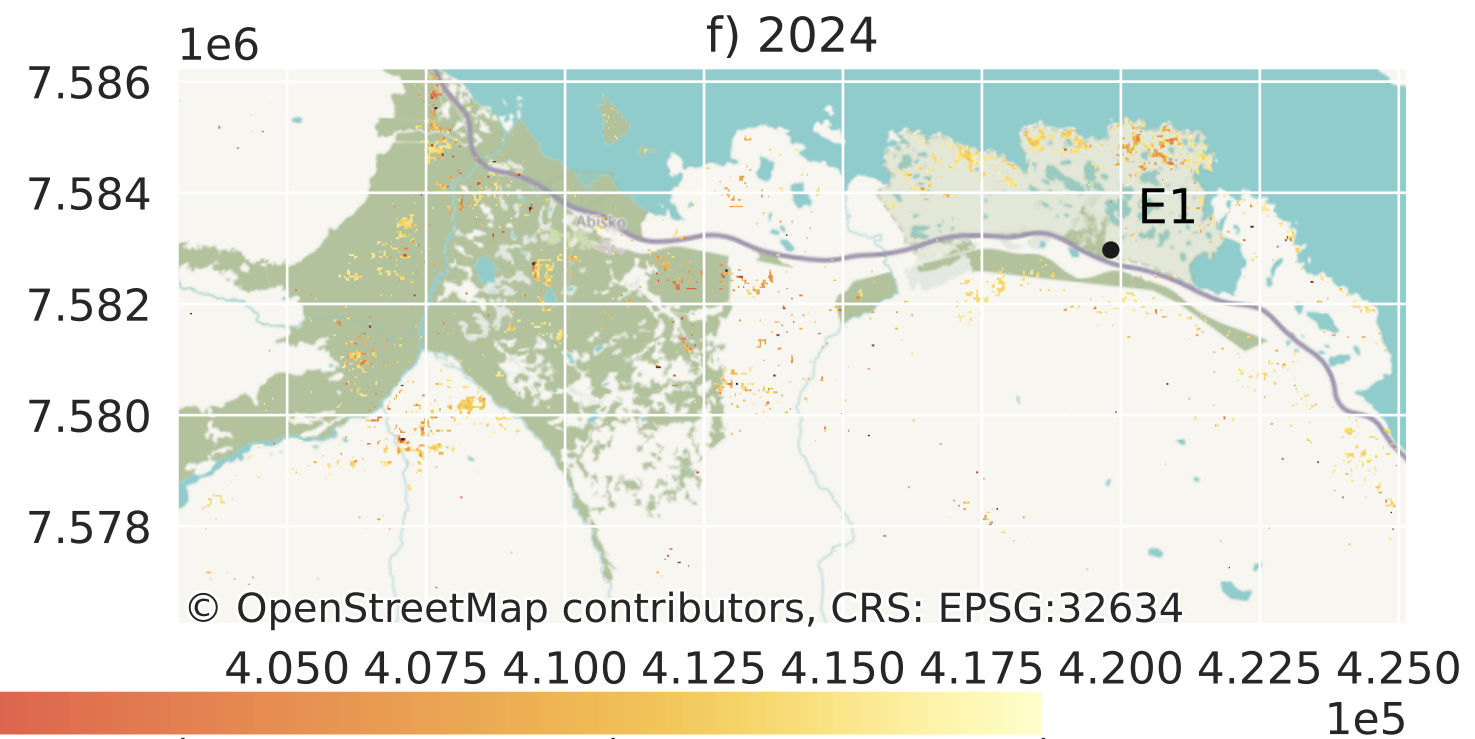 f) 2024
1e6
7.586
7.584
Abisko
E1
7.582
7.580
7.578
© OpenStreetMap contributors, CRS: EPSG:32634
4.050 4.075 4.100 4.125 4.150 4.175 4.200 4.225 4.250
1e5